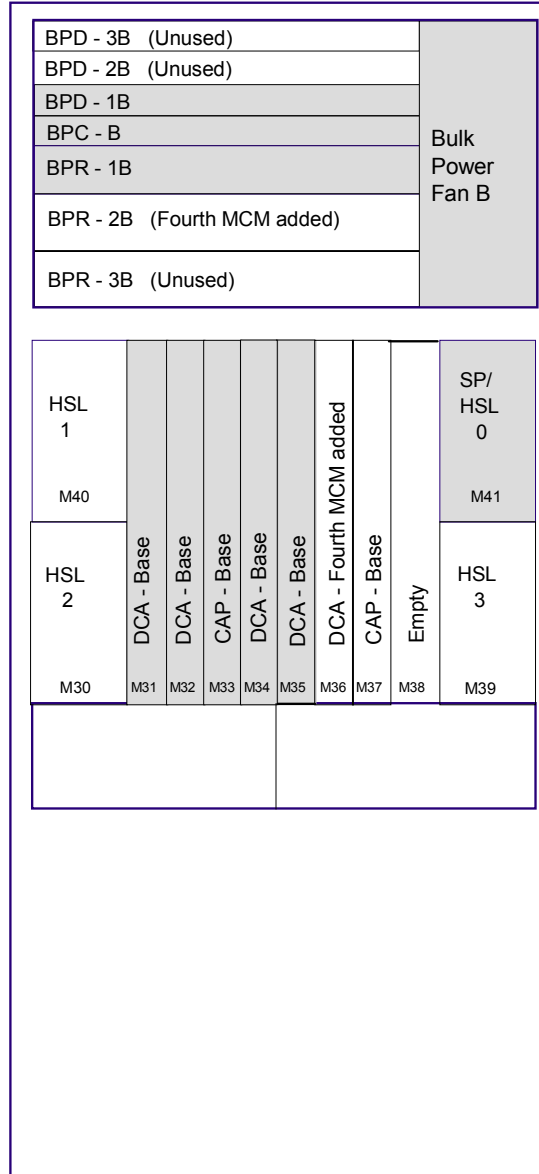 BPD - 3B (Unused)
BPD - 2B (Unused)
BPD - 1B
BPC - B
BPR - 1B
BPR - 2B (Fourth MCM added)
BPR - 3B (Unused)
Bulk
Power
Fan B
HSL
1
M40
HSL
2
M30
DCA - Base
M31
DCA - Base
M32
CAP - Base
M33
DCA - Base
M34
DCA - Base
M35
DCA - Fourth MCM added
M36
CAP - Base
M37
Empty
M38
SP/
HSL
0
M41
HSL
3
M39